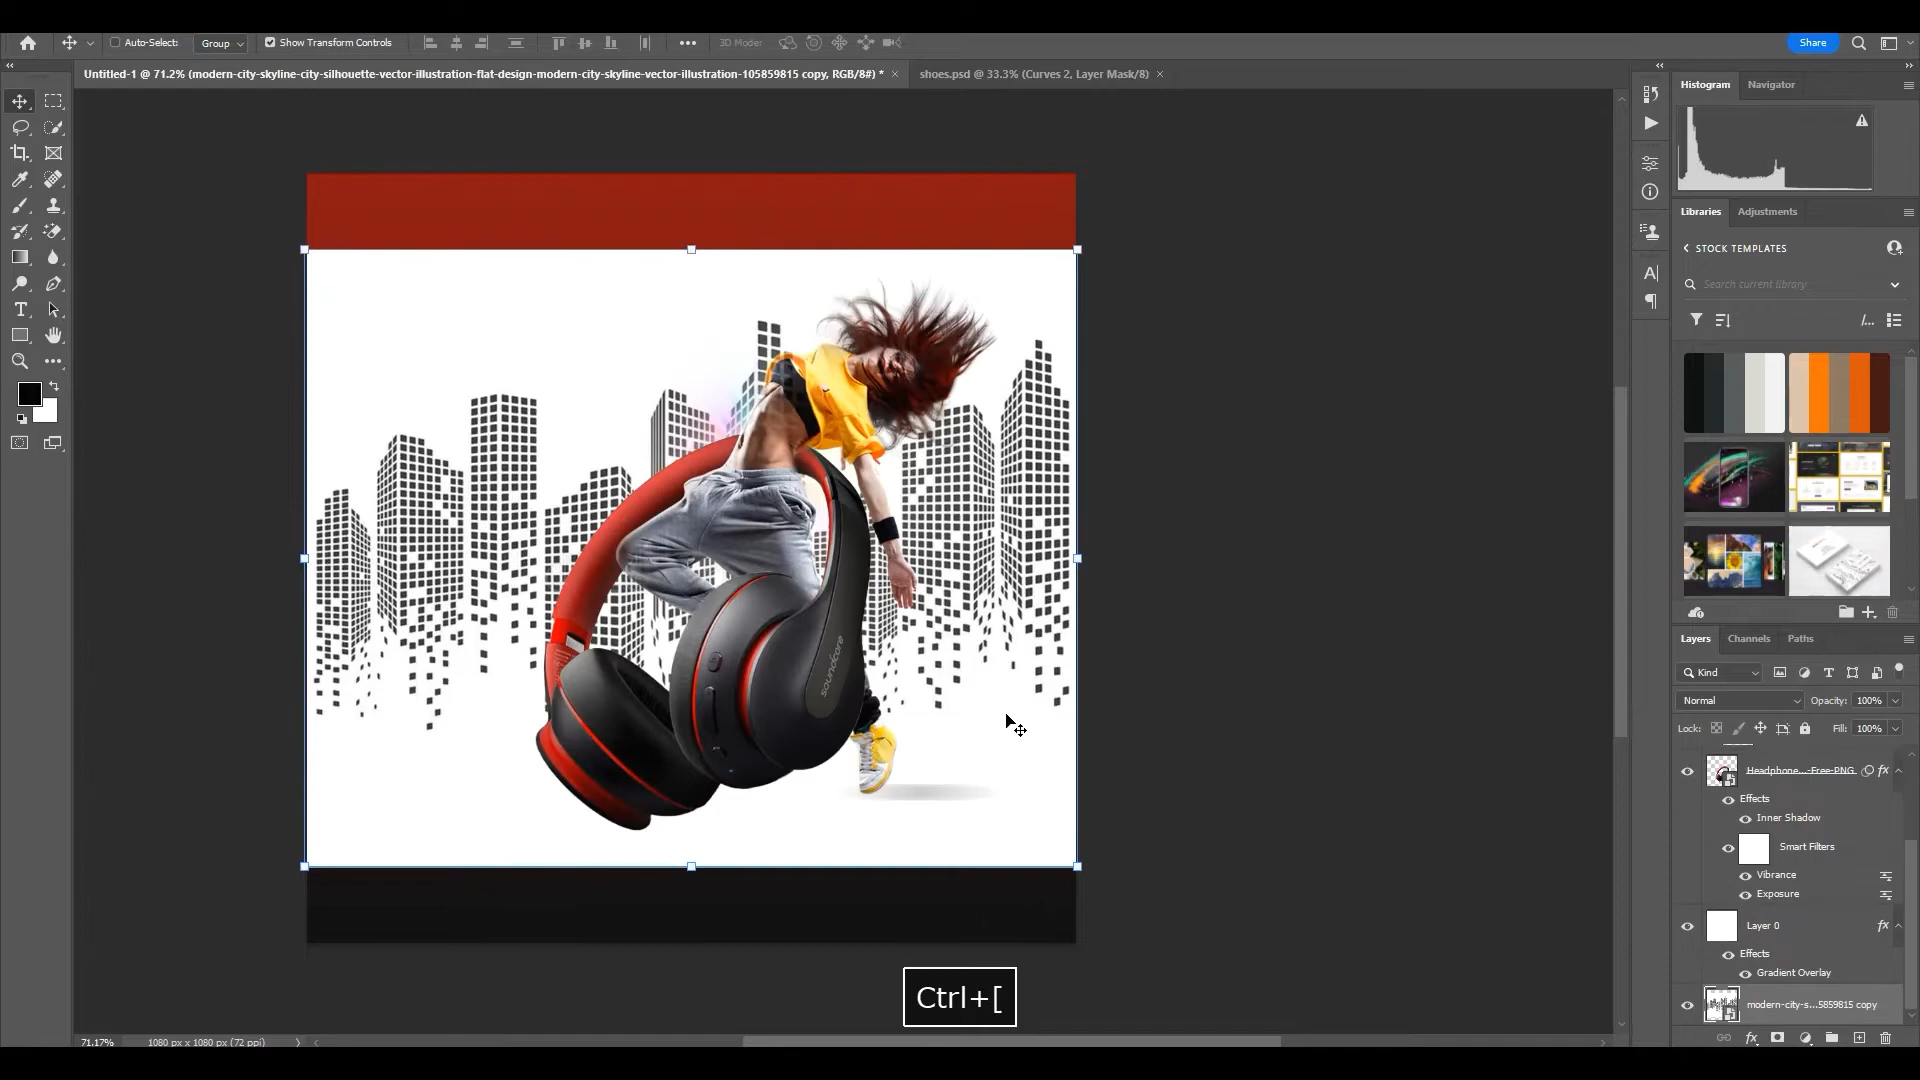 Auto-Select:
Group
Show Transform Controls
3D Mode:
Share
Untitled-1 @ 71.2% (modern-city-skyline-city-silhouette-vector-illustration-flat-design-modern-city-skyline-vector-illustration-105859815 copy, RGB/8#) *
shoes.psd @ 33.3% (Curves 2, Layer Mask/8)
Histogram
Navigator
Libraries
Adjustments
STOCK TEMPLATES
Search current library
soundcore
Layers
Channels
Paths
Kind
Normal
Opacity:
100%
Lock:
Fill:
100%
Headphone...-Free-PNG
fx
Effects
Inner Shadow
Smart Filters
Vibrance
Exposure
Layer 0
fx
Effects
Gradient Overlay
modern-city-s...5859815 copy
Ctrl+[
71.17%
1080 px x 1080 px (72 ppi)
fx